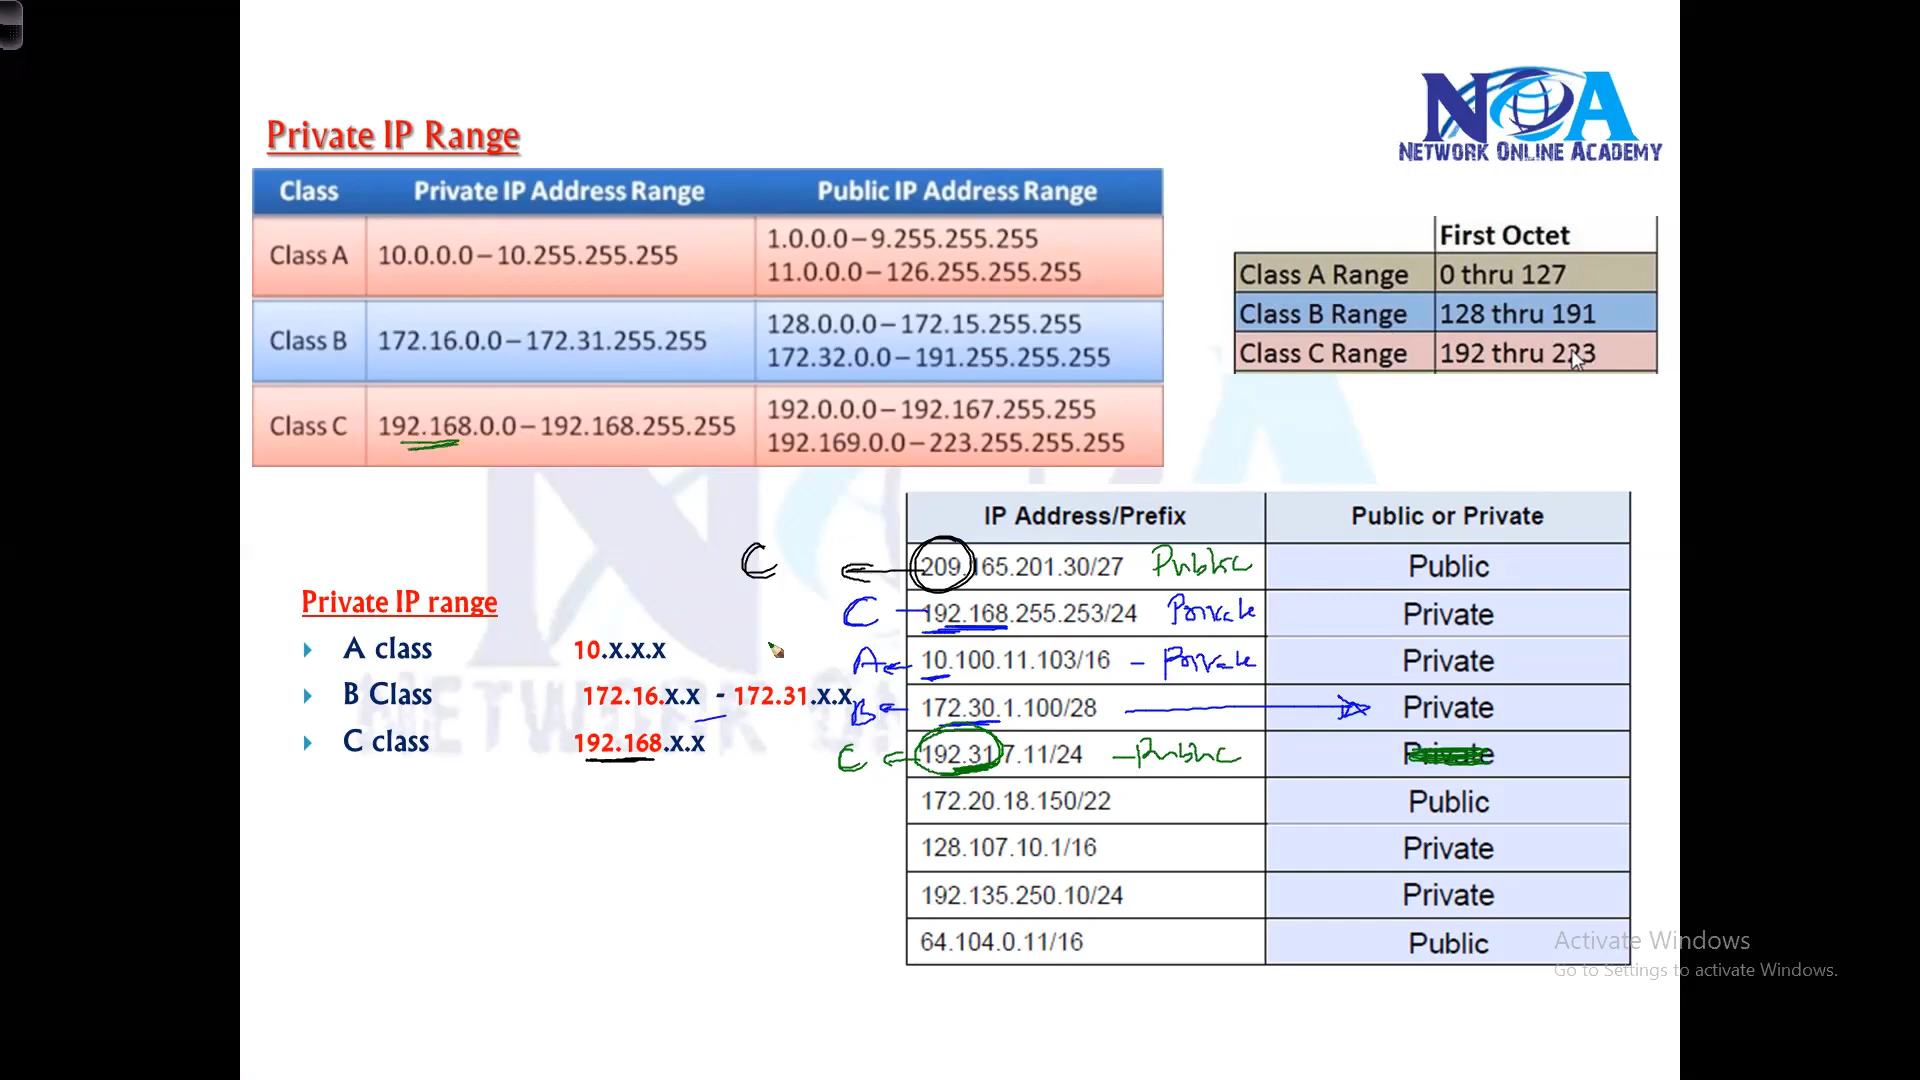 NOA
NETWORK ONLINE ACADEMY
Private IP Range
Class Private IP Address Range Public IP Address Range
Class A 10.0.0.0 – 10.255.255.255 1.0.0.0 – 9.255.255.255
11.0.0.0 – 126.255.255.255
Class B 172.16.0.0 – 172.31.255.255 128.0.0.0 – 172.15.255.255
172.32.0.0 – 191.255.255.255
Class C 192.168.0.0 – 192.168.255.255 192.0.0.0 – 192.167.255.255
192.169.0.0 – 223.255.255.255
First Octet
Class A Range 0 thru 127
Class B Range 128 thru 191
Class C Range 192 thru 223
Private IP range
A class 10.x.x.x
B Class 172.16.x.x - 172.31.x.x
C class 192.168.x.x
IP Address/Prefix Public or Private
C 209.165.201.30/27 Public Public
C 192.168.255.253/24 Private Private
A 10.100.11.103/16 – Private Private
B 172.30.1.100/28 Private
C 192.31.7.11/24 – Public Private
172.20.18.150/22 Public
128.107.10.1/16 Private
192.135.250.10/24 Private
64.104.0.11/16 Public
Activate Windows
Go to Settings to activate Windows.